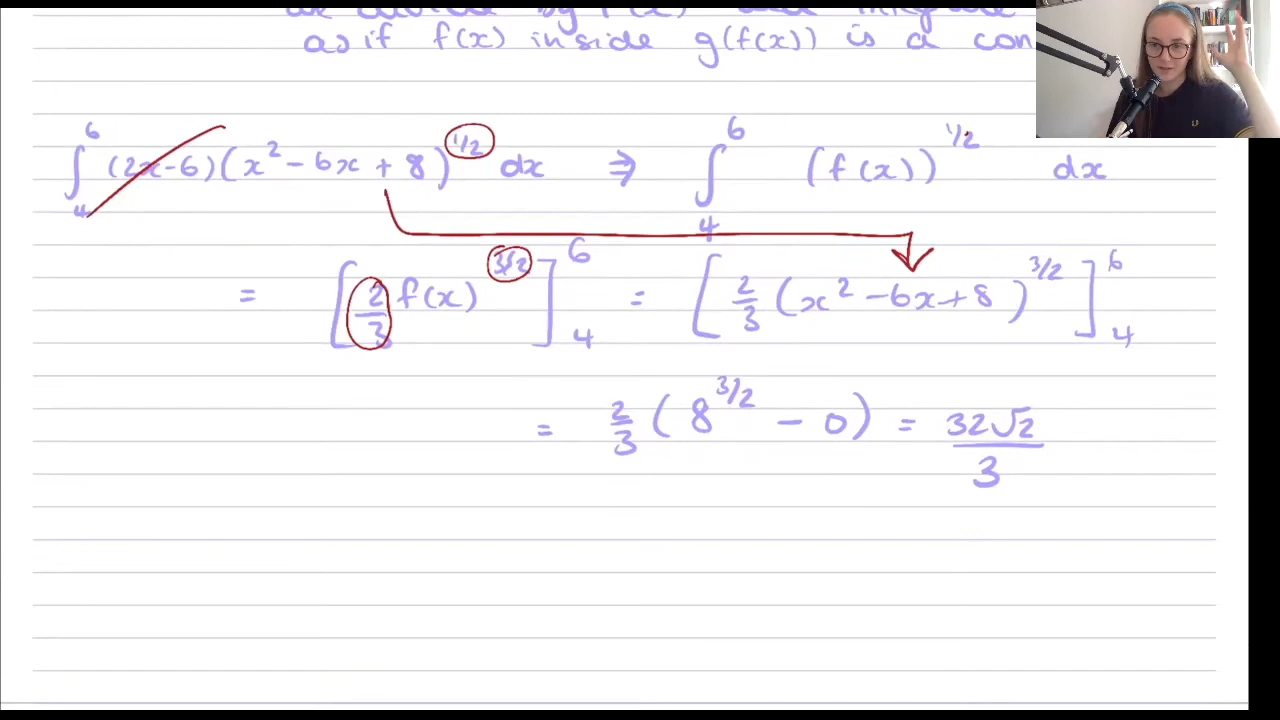 as if f(x) inside g(f(x)) is a con
∫₄⁶ (2x-6)(x² - 6x + 8)^1/2 dx ⇒ ∫₄⁶ (f(x))^1/2 dx
= [2/3 f(x)^3/2]₄⁶ = [2/3 (x² - 6x + 8)^3/2]₄⁶
= 2/3 (8^3/2 - 0) = 32√2/3